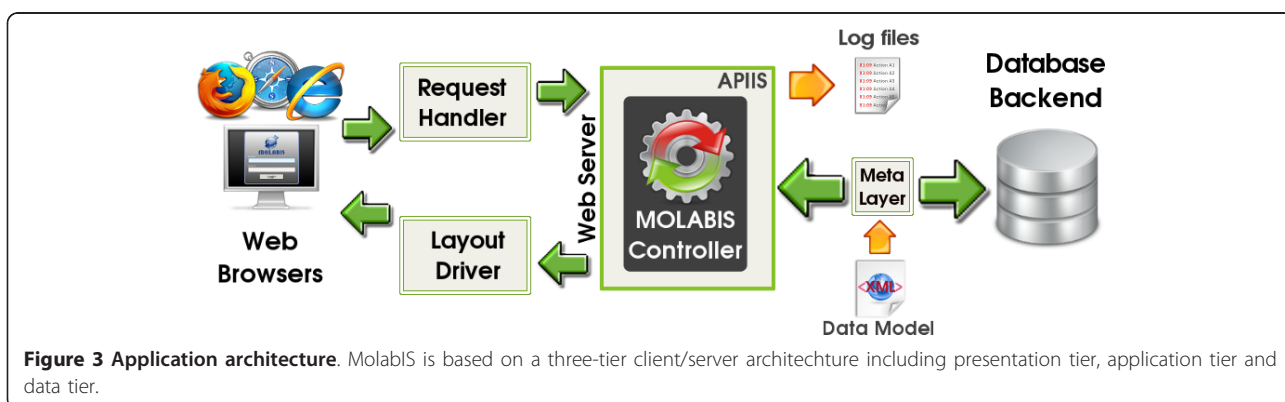 Log files
Database
Backend
Request
Handler
APIIS
Web Server
MOLABIS
Login
Meta
Layer
MOLABIS
Controller
Layout
Driver
Web
Browsers
<XML>
Data Model
Figure 3 Application architecture. MolabIS is based on a three-tier client/server architechture including presentation tier, application tier and
data tier.